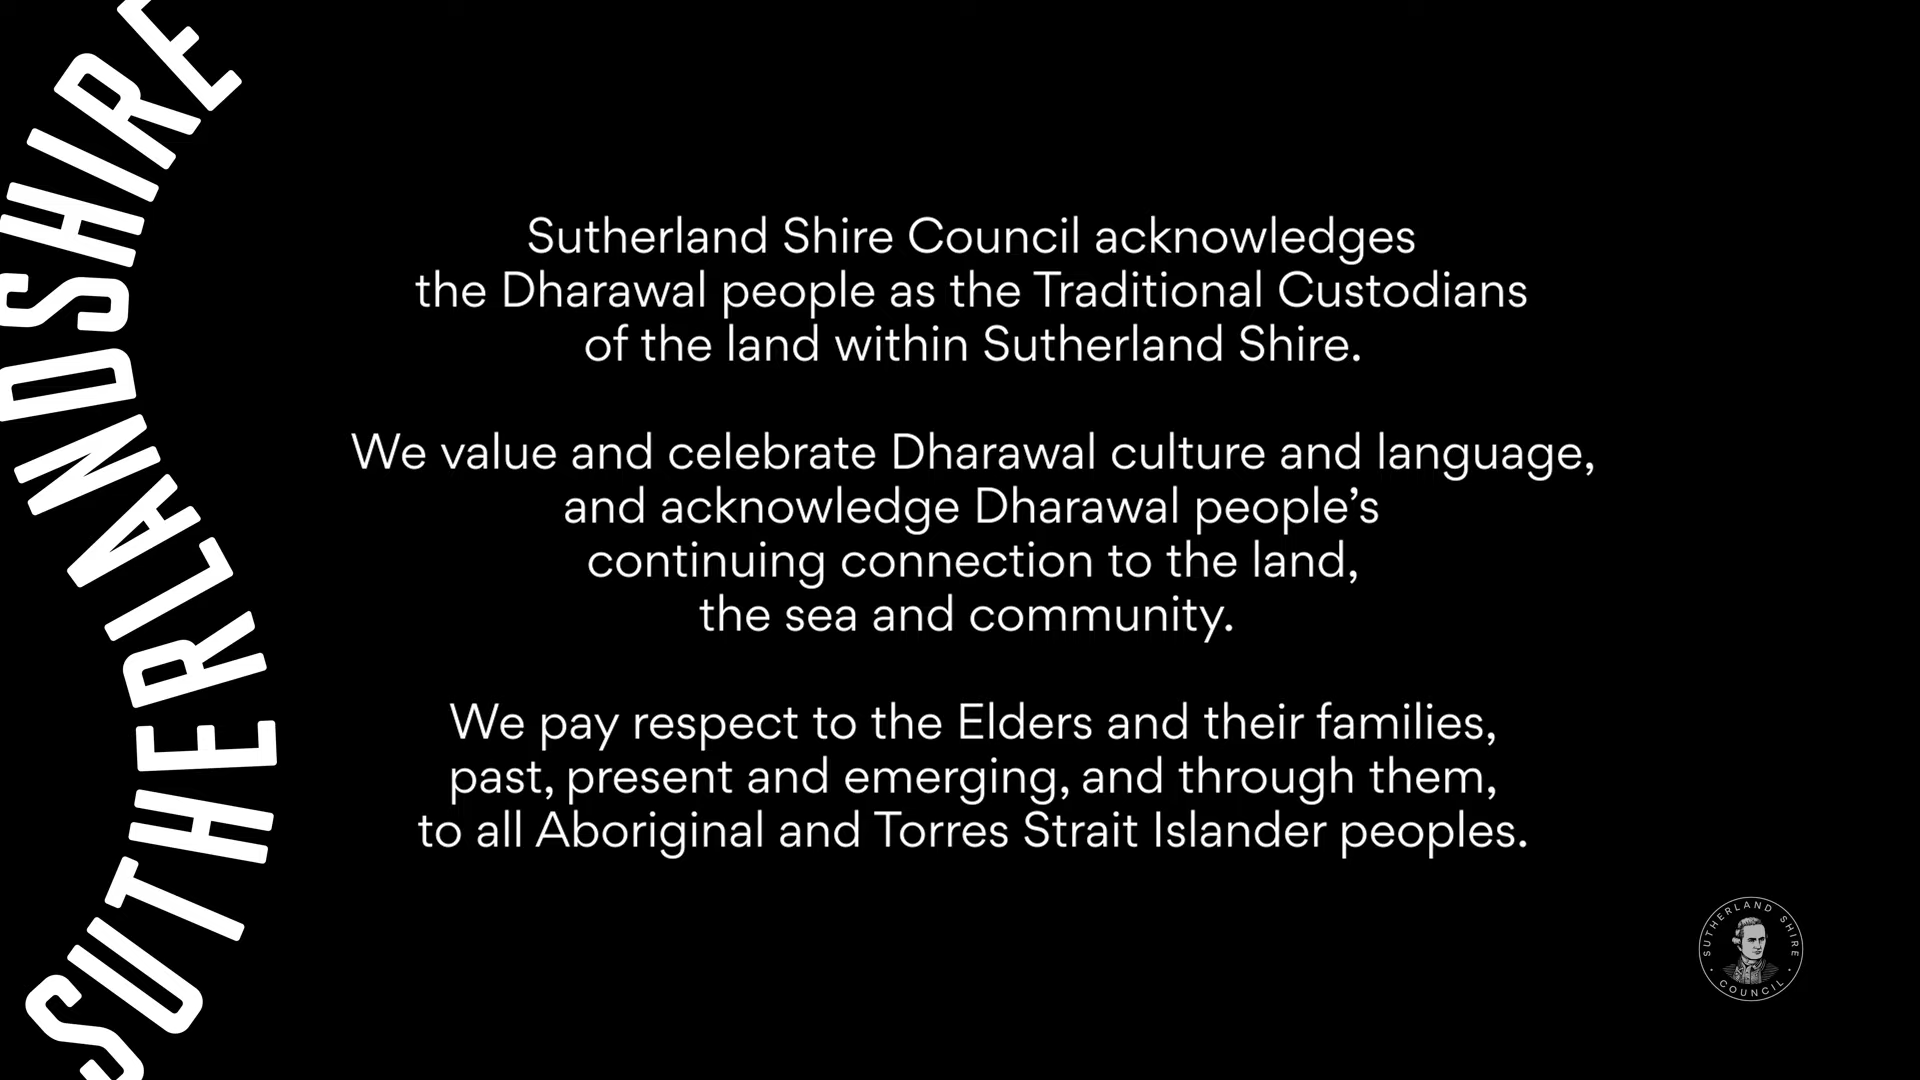 SUTHERLANDSHIRE
Sutherland Shire Council acknowledges
the Dharawal people as the Traditional Custodians
of the land within Sutherland Shire.
We value and celebrate Dharawal culture and language,
and acknowledge Dharawal people’s
continuing connection to the land,
the sea and community.
We pay respect to the Elders and their families,
past, present and emerging, and through them,
to all Aboriginal and Torres Strait Islander peoples.
SUTHERLAND SHIRE
COUNCIL